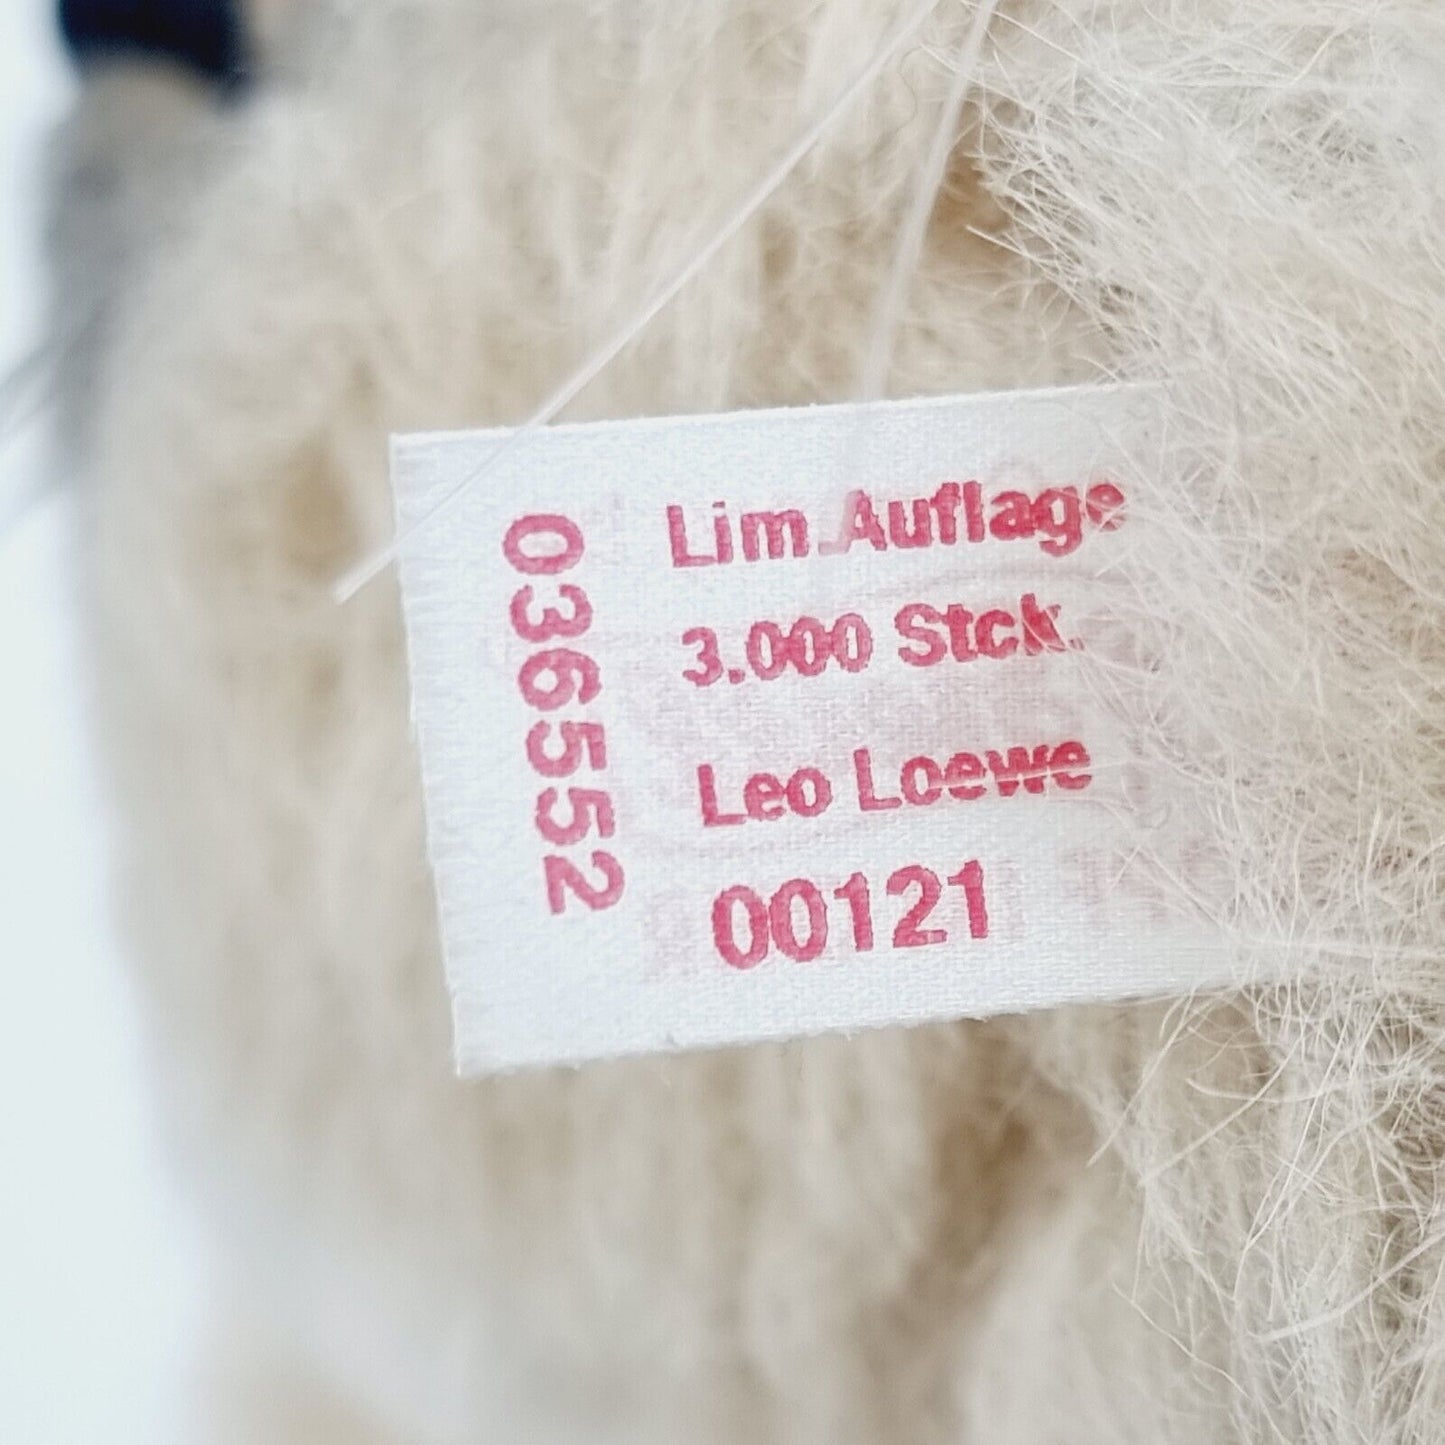 036552
Lim.Auflage
3.000 Stck.
Leo Loewe
00121